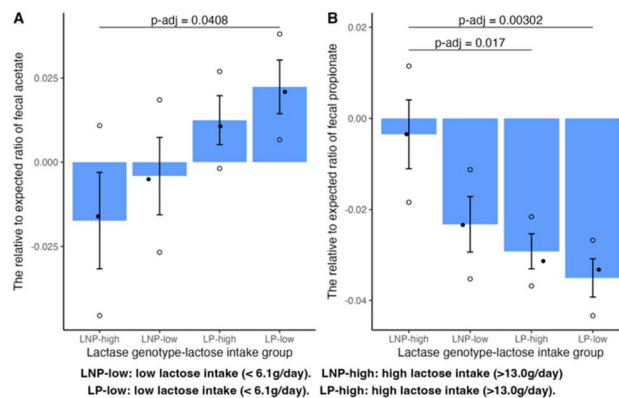 A
B
p-adj = 0.0408
p-adj = 0.00302
p-adj = 0.017
The relative to expected ratio of fecal acetate
0.025
0.000
-0.025
LNP-high LNP-low LP-high LP-low
Lactase genotype-lactose intake group
The relative to expected ratio of fecal propionate
0.02
0.00
-0.02
-0.04
LNP-high LNP-low LP-high LP-low
Lactase genotype-lactose intake group
LNP-low: low lactose intake (< 6.1g/day). LNP-high: high lactose intake (>13.0g/day)
LP-low: low lactose intake (< 6.1g/day). LP-high: high lactose intake (>13.0g/day).